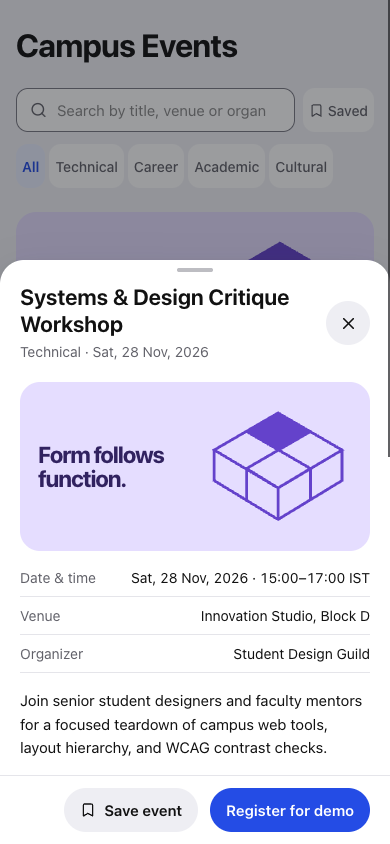 Campus Events
Search by title, venue or organ
Saved
All
Technical
Career
Academic
Cultural
Systems & Design Critique
Workshop
Technical · Sat, 28 Nov, 2026
Form follows
function.
Date & time
Sat, 28 Nov, 2026 · 15:00–17:00 IST
Venue
Innovation Studio, Block D
Organizer
Student Design Guild
Join senior student designers and faculty mentors
for a focused teardown of campus web tools,
layout hierarchy, and WCAG contrast checks.
Save event
Register for demo